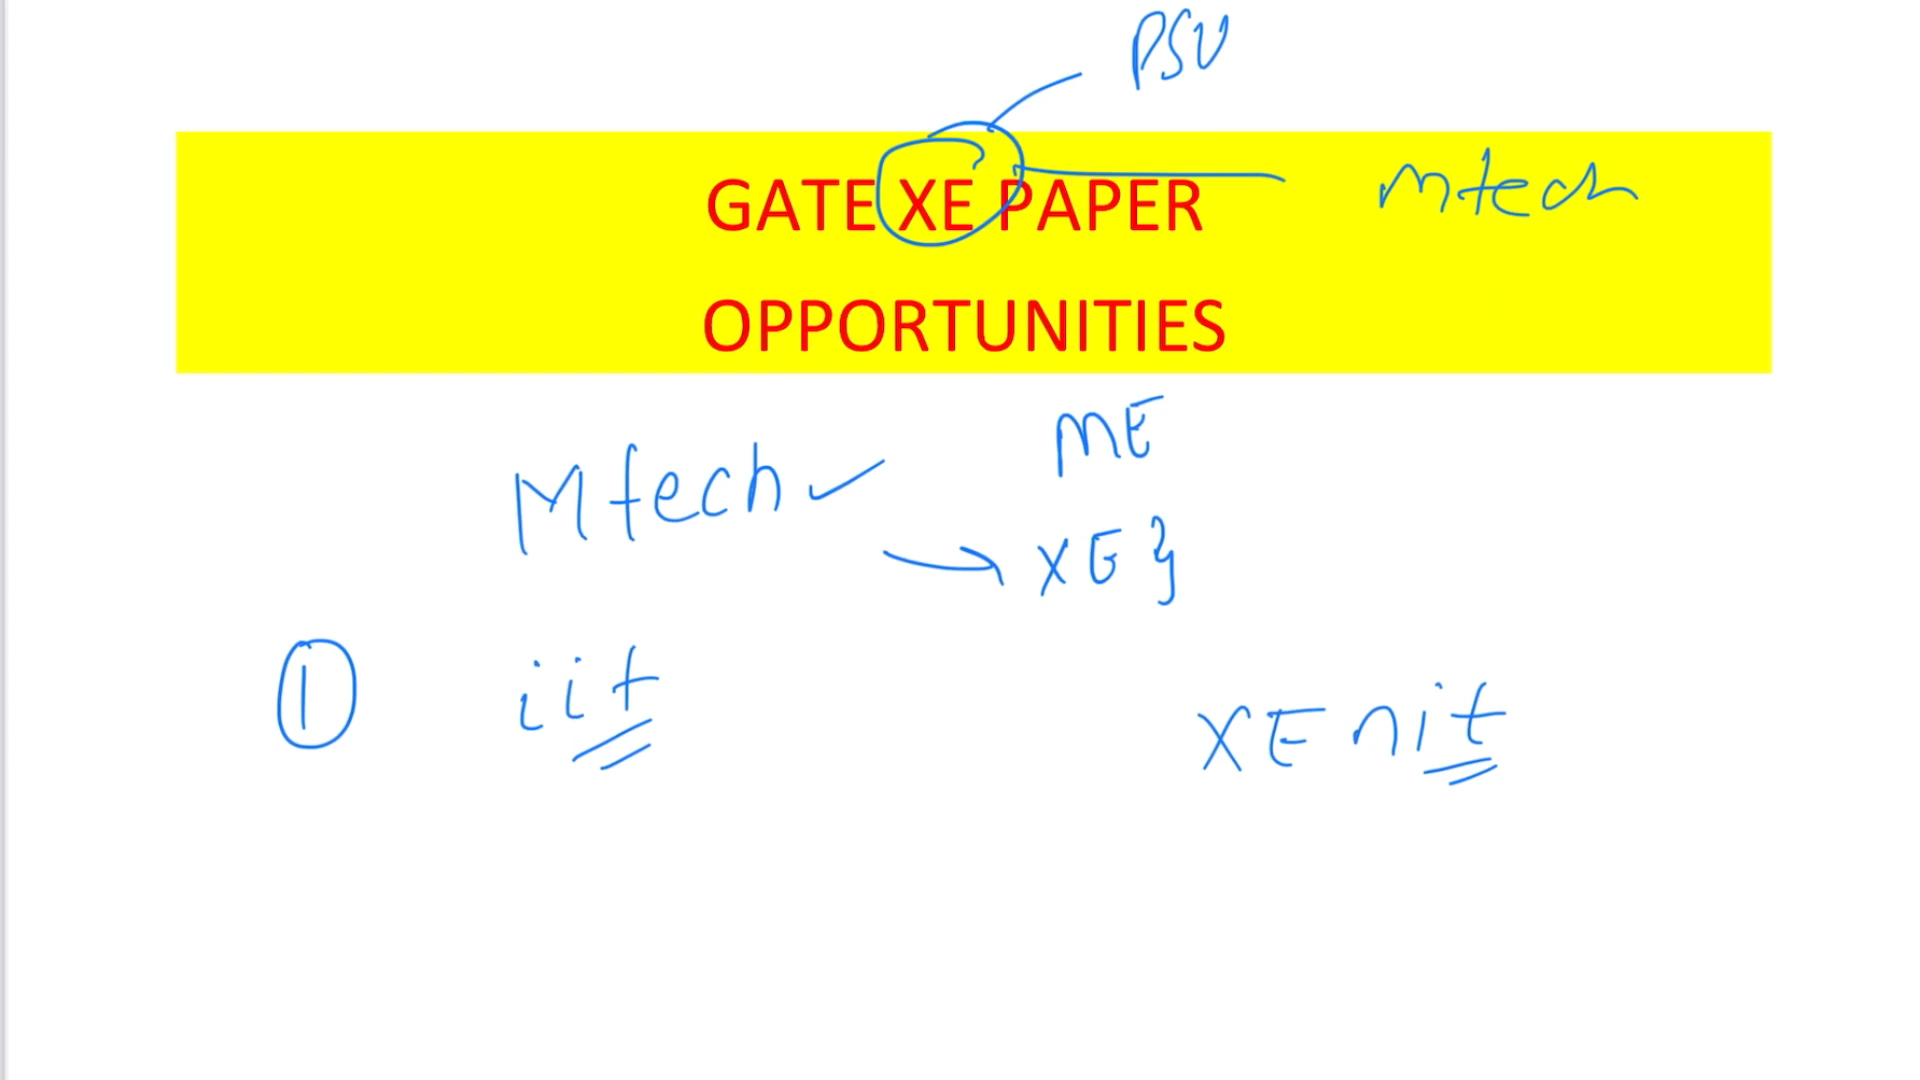 PSU
GATE XE PAPER
mtech
OPPORTUNITIES
ME
Mtech
XE }
1 iit
XE nit